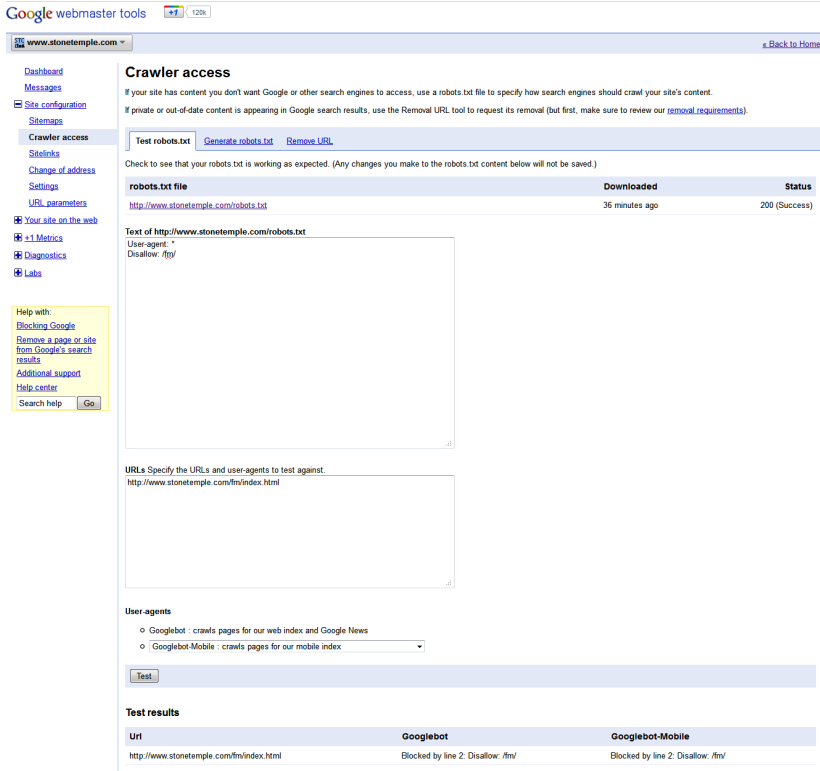 Google webmaster tools +1 120k
www.stonetemple.com
« Back to Home
Dashboard
Messages
Site configuration
Sitemaps
Crawler access
Sitelinks
Change of address
Settings
URL parameters
Your site on the web
+1 Metrics
Diagnostics
Labs
Help with:
Blocking Google
Remove a page or site
from Google's search
results
Additional support
Help center
Search help Go
Crawler access
If your site has content you don't want Google or other search engines to access, use a robots.txt file to specify how search engines should crawl your site's content.
If private or out-of-date content is appearing in Google search results, use the Removal URL tool to request its removal (but first, make sure to review our removal requirements).
Test robots.txt Generate robots.txt Remove URL
Check to see that your robots.txt is working as expected. (Any changes you make to the robots.txt content below will not be saved.)
robots.txt file Downloaded Status
http://www.stonetemple.com/robots.txt 36 minutes ago 200 (Success)
Text of http://www.stonetemple.com/robots.txt
User-agent: *
Disallow: /fm/
URLs Specify the URLs and user-agents to test against.
http://www.stonetemple.com/fm/index.html
User-agents
Googlebot : crawls pages for our web index and Google News
Googlebot-Mobile : crawls pages for our mobile index
Test
Test results
Url Googlebot Googlebot-Mobile
http://www.stonetemple.com/fm/index.html Blocked by line 2: Disallow: /fm/ Blocked by line 2: Disallow: /fm/